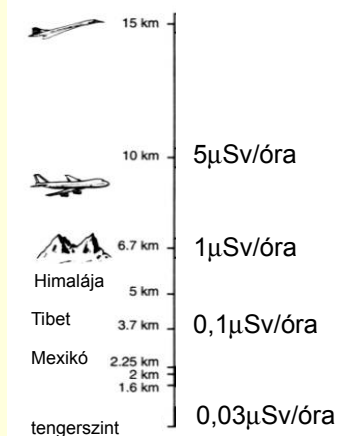 15 km
10 km 5μSv/óra
6.7 km 1μSv/óra
Himalája
5 km
Tibet 3.7 km 0,1μSv/óra
Mexikó 2.25 km
2 km
1.6 km
tengerszint 0,03μSv/óra